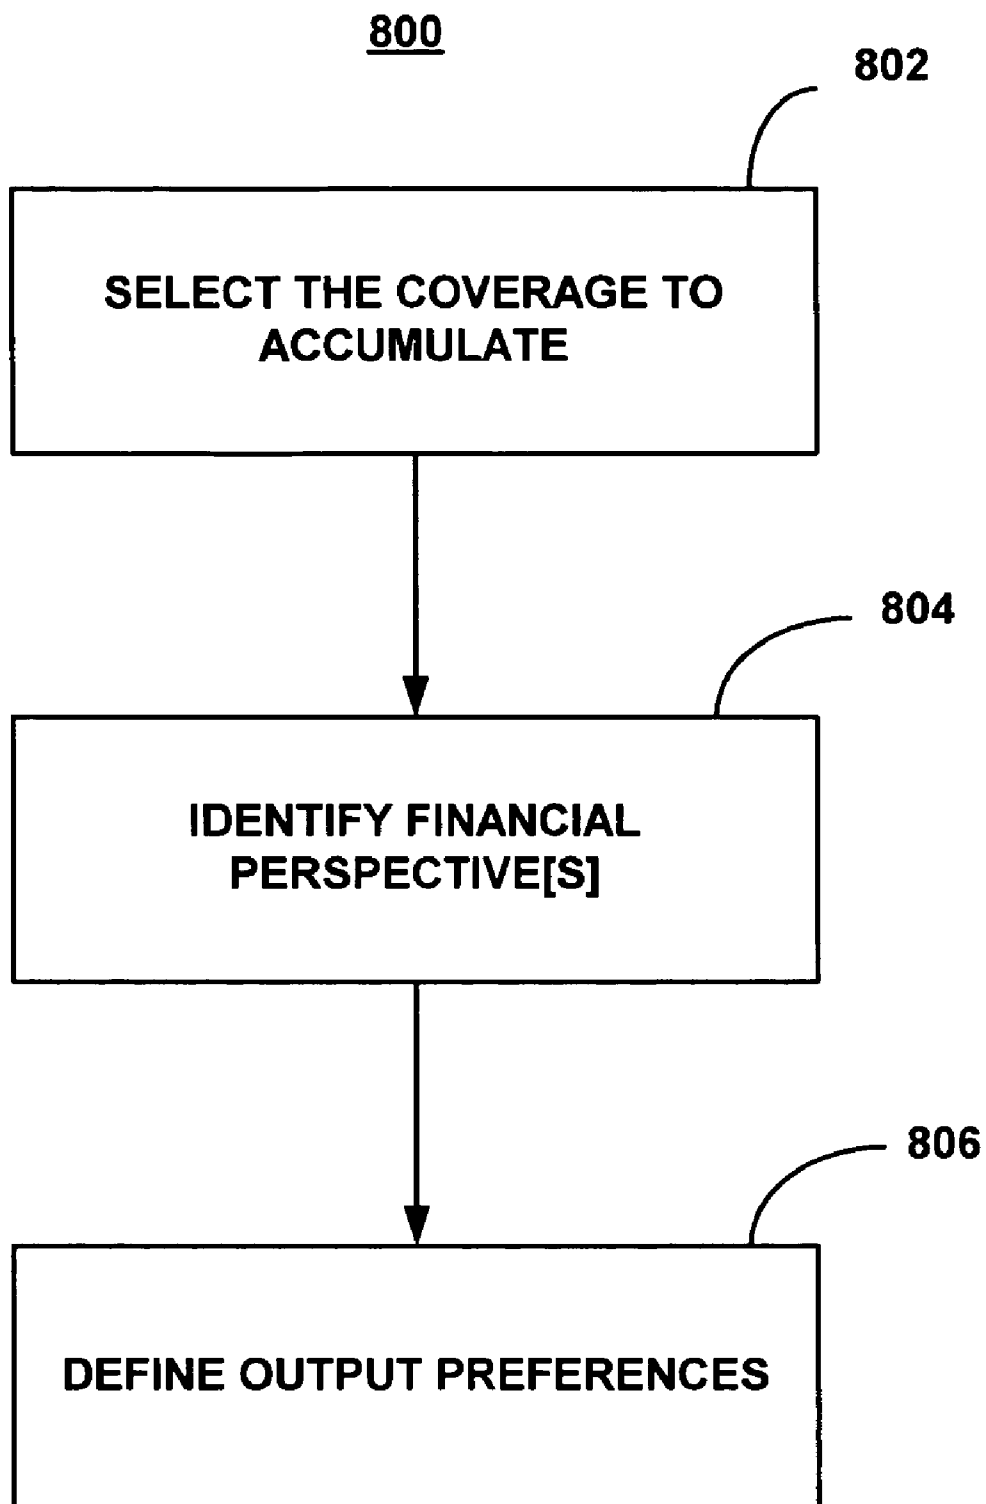 800
802
SELECT THE COVERAGE TO
ACCUMULATE
804
IDENTIFY FINANCIAL
PERSPECTIVE[S]
806
DEFINE OUTPUT PREFERENCES